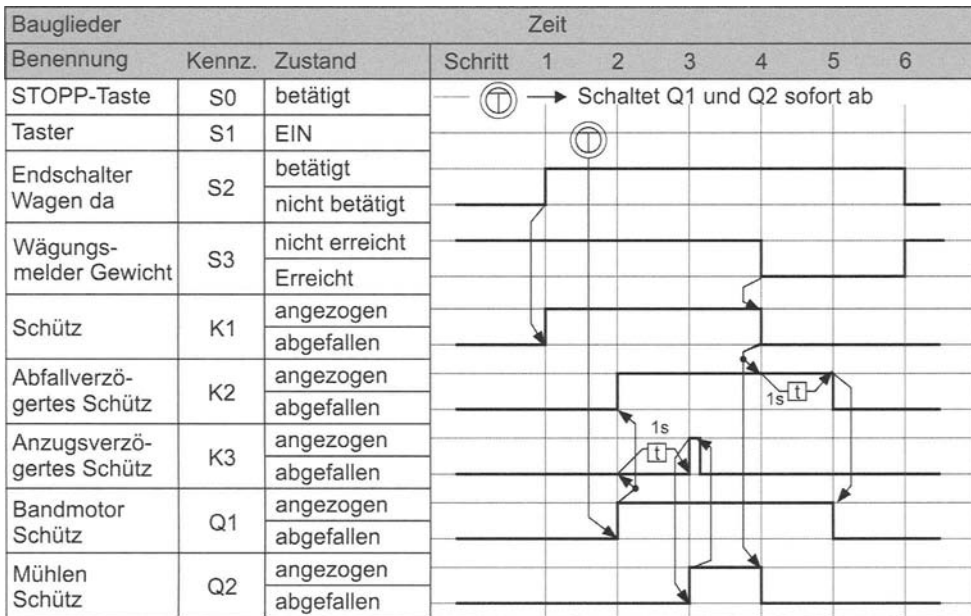 Bauglieder Zeit
Benennung Kennz. Zustand Schritt 1 2 3 4 5 6
STOPP-Taste S0 betätigt T Schaltet Q1 und Q2 sofort ab
Taster S1 EIN T
Endschalter
Wagen da S2 betätigt
nicht betätigt
Wägungs-
melder Gewicht S3 nicht erreicht
Erreicht
Schütz K1 angezogen
abgefallen
Abfallverzö-
gertes Schütz K2 angezogen
abgefallen
1s t
Anzugsverzö-
gertes Schütz K3 angezogen
abgefallen
1s
t
Bandmotor
Schütz Q1 angezogen
abgefallen
Mühlen
Schütz Q2 angezogen
abgefallen